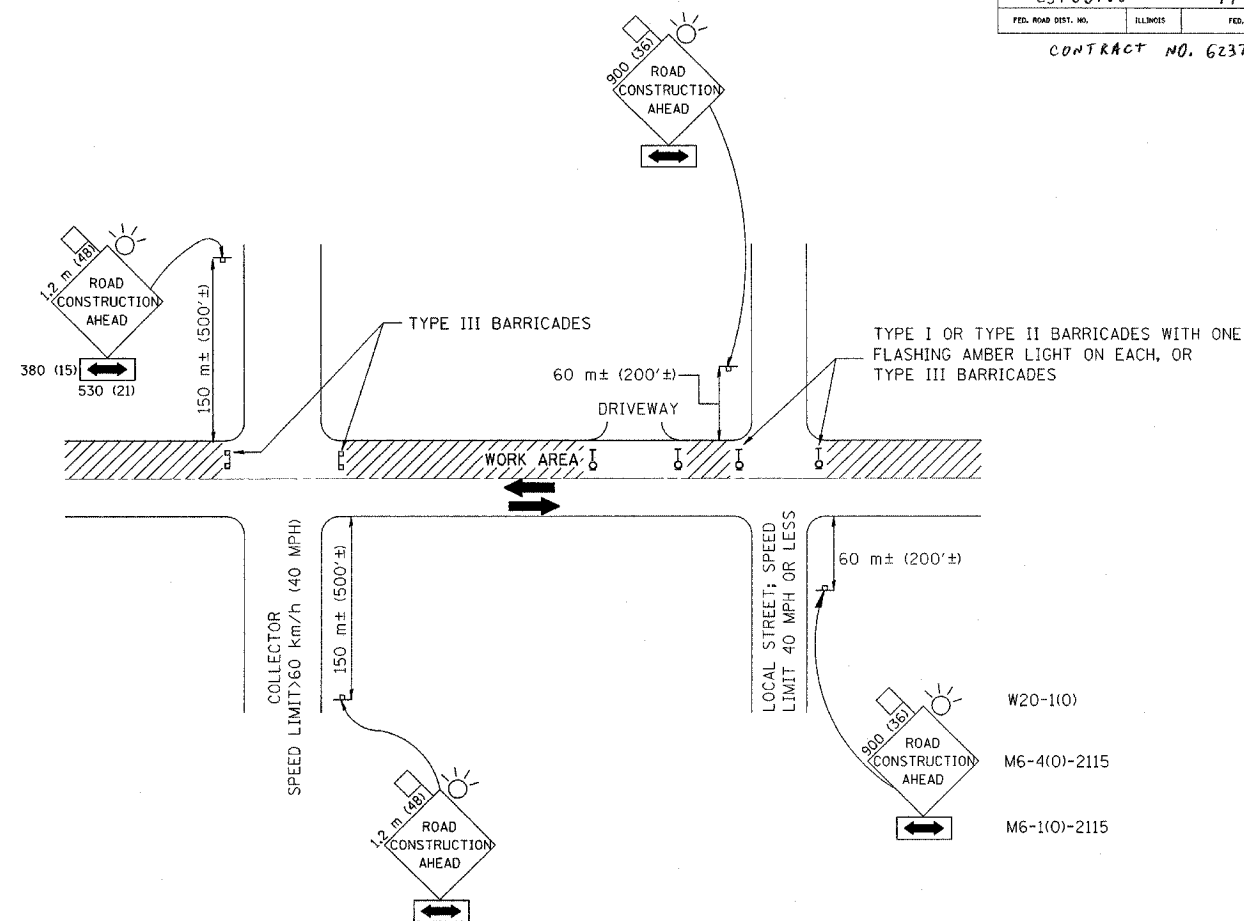 FED. ROAD DIST. NO.
ILLINOIS
FED.
CONTRACT NO. 6237
900 (36)
ROAD
CONSTRUCTION
AHEAD
1.2 m (48)
ROAD
CONSTRUCTION
AHEAD
380 (15)
530 (21)
150 m± (500'±)
TYPE III BARRICADES
60 m± (200'±)
DRIVEWAY
TYPE I OR TYPE II BARRICADES WITH ONE
FLASHING AMBER LIGHT ON EACH, OR
TYPE III BARRICADES
WORK AREA
COLLECTOR
SPEED LIMIT>60 km/h (40 MPH)
150 m± (500'±)
LOCAL STREET; SPEED
LIMIT 40 MPH OR LESS
60 m± (200'±)
900 (36)
ROAD
CONSTRUCTION
AHEAD
W20-1(O)
M6-4(O)-2115
M6-1(O)-2115
1.2 m (48)
ROAD
CONSTRUCTION
AHEAD